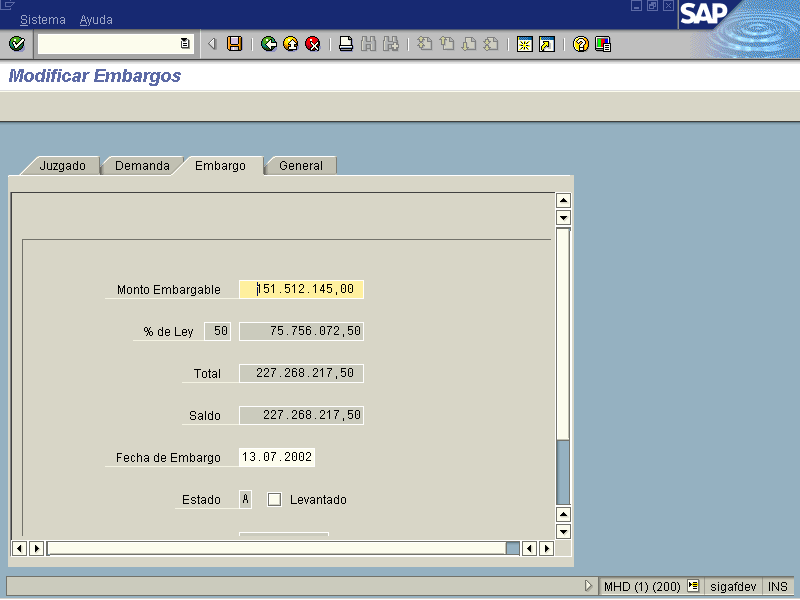 Sistema Ayuda
SAP
Modificar Embargos
Juzgado Demanda Embargo General
Monto Embargable 151.512.145,00
% de Ley 50 75.756.072,50
Total 227.268.217,50
Saldo 227.268.217,50
Fecha de Embargo 13.07.2002
Estado A Levantado
MHD (1) (200) sigafdev INS